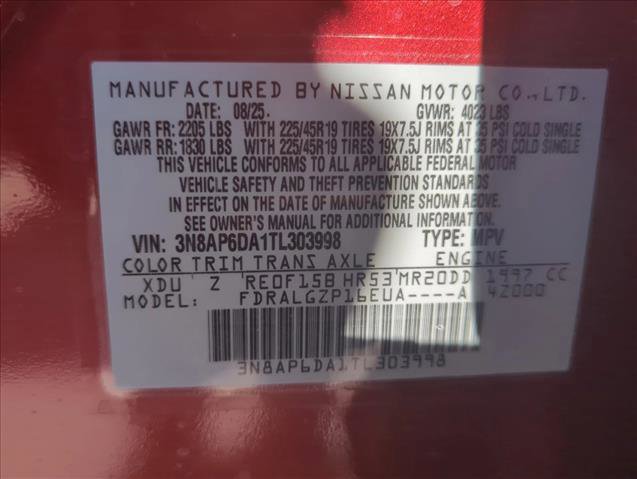 MANUFACTURED BY NISSAN MOTOR CO., LTD.
DATE: 08/25. GVWR: 4023 LBS
GAWR FR: 2205 LBS WITH 225/45R19 TIRES 19X7.5J RIMS AT 35 PSI COLD SINGLE
GAWR RR: 1830 LBS WITH 225/45R19 TIRES 19X7.5J RIMS AT 35 PSI COLD SINGLE
THIS VEHICLE CONFORMS TO ALL APPLICABLE FEDERAL MOTOR
VEHICLE SAFETY AND THEFT PREVENTION STANDARDS
IN EFFECT ON THE DATE OF MANUFACTURE SHOWN ABOVE.
SEE OWNER'S MANUAL FOR ADDITIONAL INFORMATION.
VIN: 3N8AP6DA1TL303998 TYPE: MPV
COLOR TRIM TRANS AXLE ENGINE
XDU Z RE0F15B HR53 MR20DD 1997 CC
MODEL: FDRALGZP16EUA----A 4Z000
3N8AP6DA1TL303998